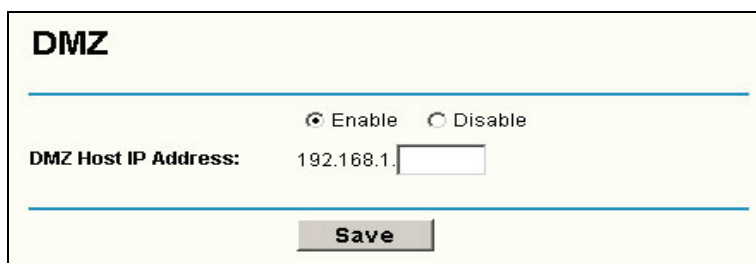 DMZ
Enable Disable
DMZ Host IP Address: 192.168.1.
Save